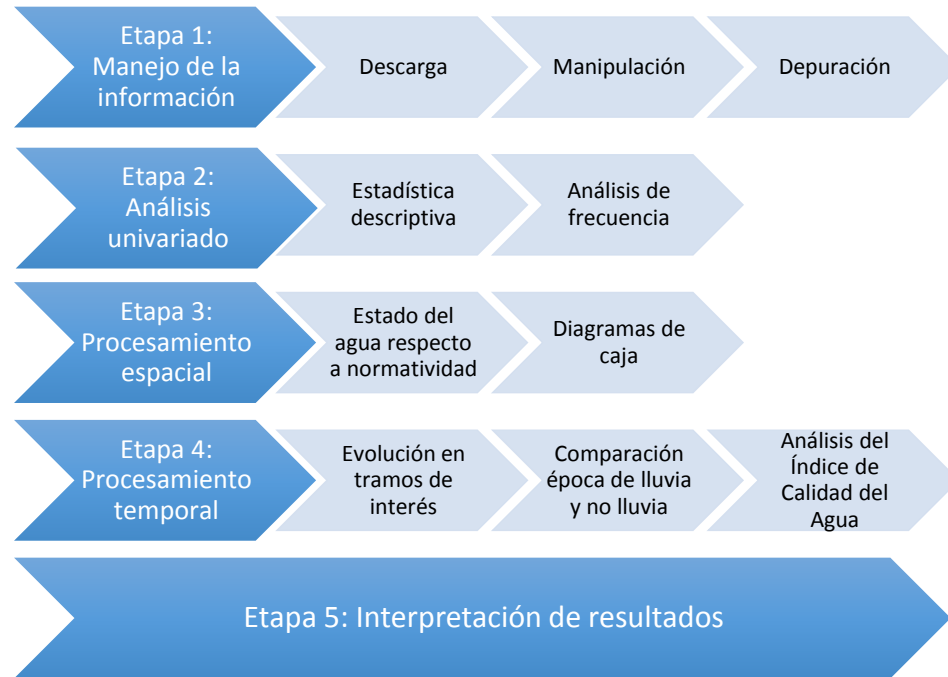 Etapa 1:
Manejo de la
información
Descarga
Manipulación
Depuración
Etapa 2:
Análisis
univariado
Estadística
descriptiva
Análisis de
frecuencia
Etapa 3:
Procesamiento
espacial
Estado del
agua respecto
a normatividad
Diagramas de
caja
Etapa 4:
Procesamiento
temporal
Evolución en
tramos de
interés
Comparación
época de lluvia
y no lluvia
Análisis del
Índice de
Calidad del
Agua
Etapa 5: Interpretación de resultados